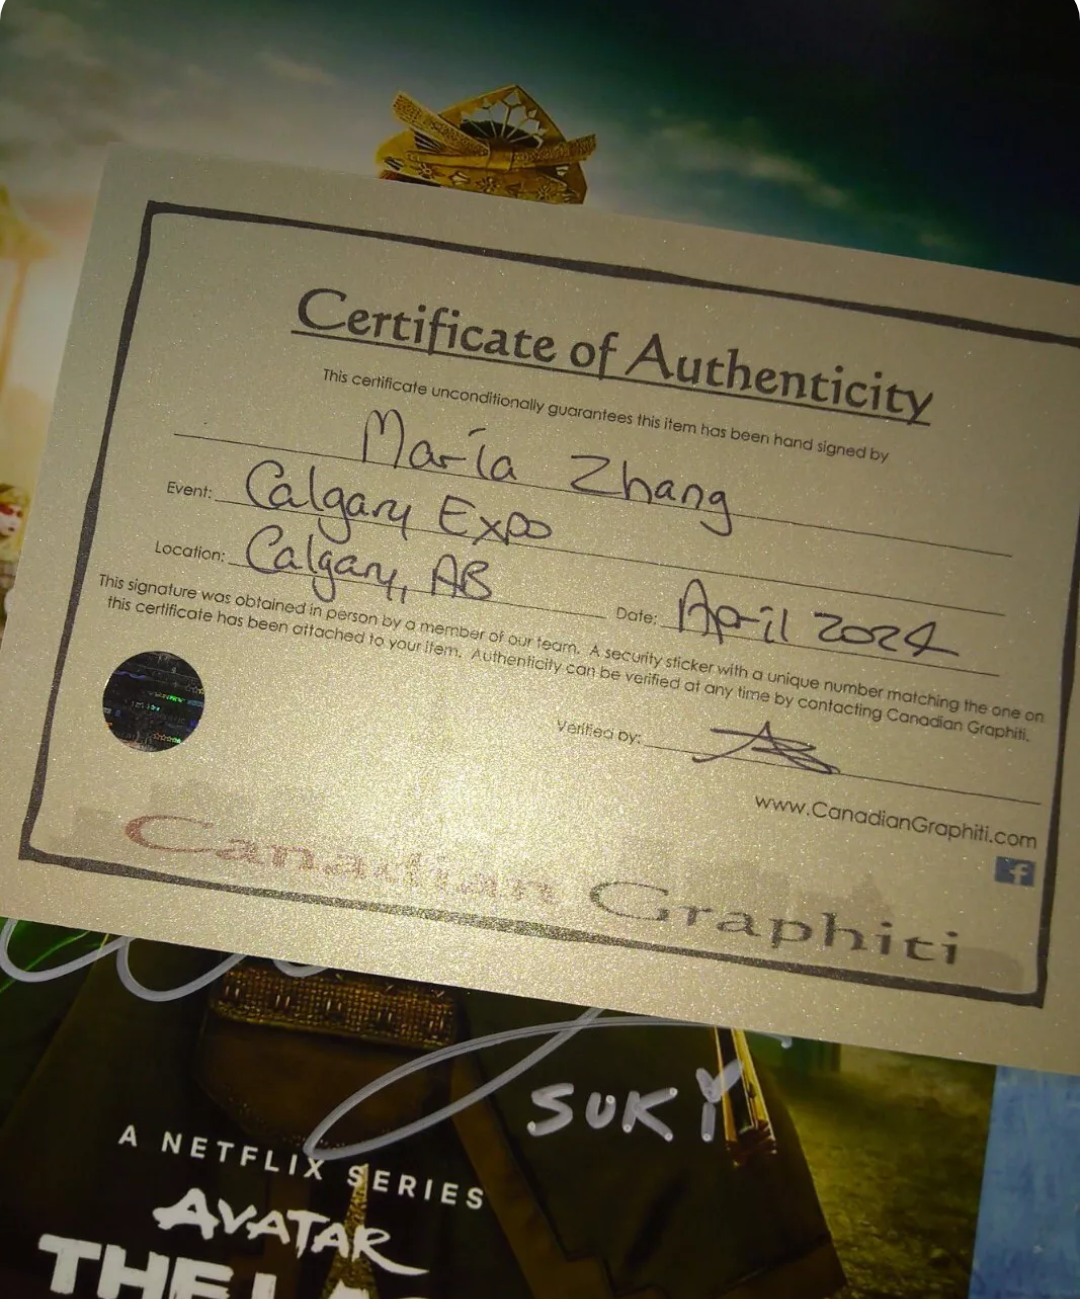 Certificate of Authenticity
This certificate unconditionally guarantees this item has been hand signed by
María Zhang
Event: Calgary Expo
Location: Calgary, AB
Date: April 2024
This signature was obtained in person by a member of our team. A security sticker with a unique number matching the one on
this certificate has been attached to your item. Authenticity can be verified at any time by contacting Canadian Graphiti.
Verified by:
www.CanadianGraphiti.com
f
Canadian Graphiti
SUKI
A NETFLIX SERIES
AVATAR
THE LA